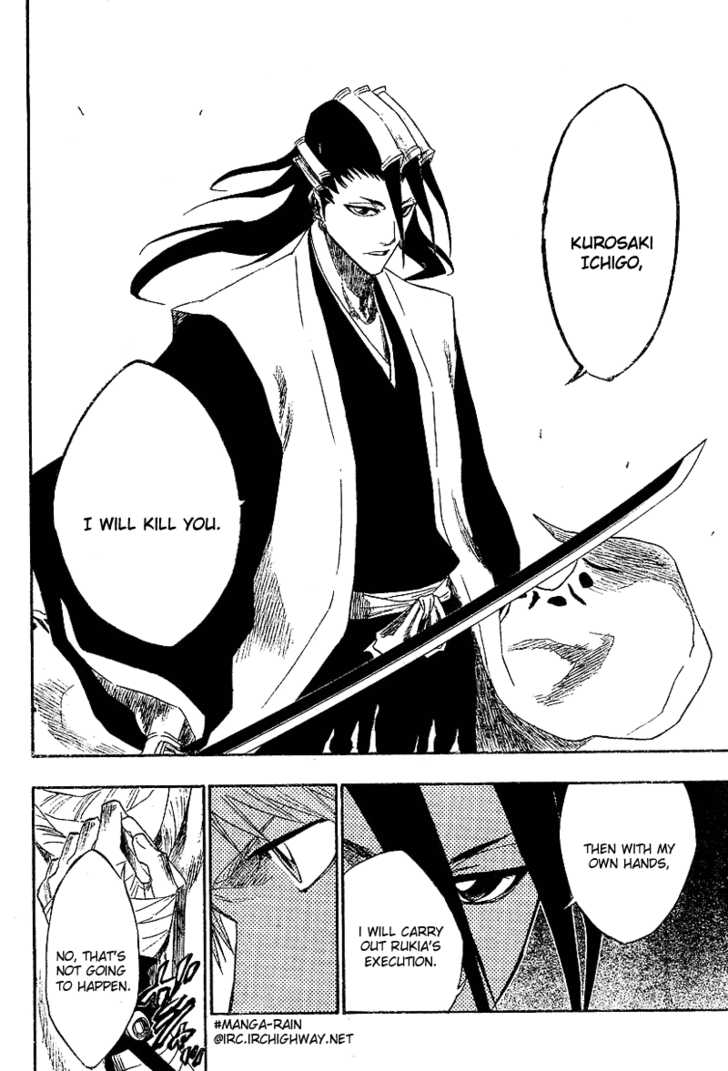 KUROSAKI
ICHIGO,
I WILL KILL YOU.
THEN WITH MY
OWN HANDS,
I WILL CARRY
OUT RUKIA'S
EXECUTION.
NO, THAT'S
NOT GOING
TO HAPPEN.
#MANGA-RAIN
@IRC.IRCHIGHWAY.NET